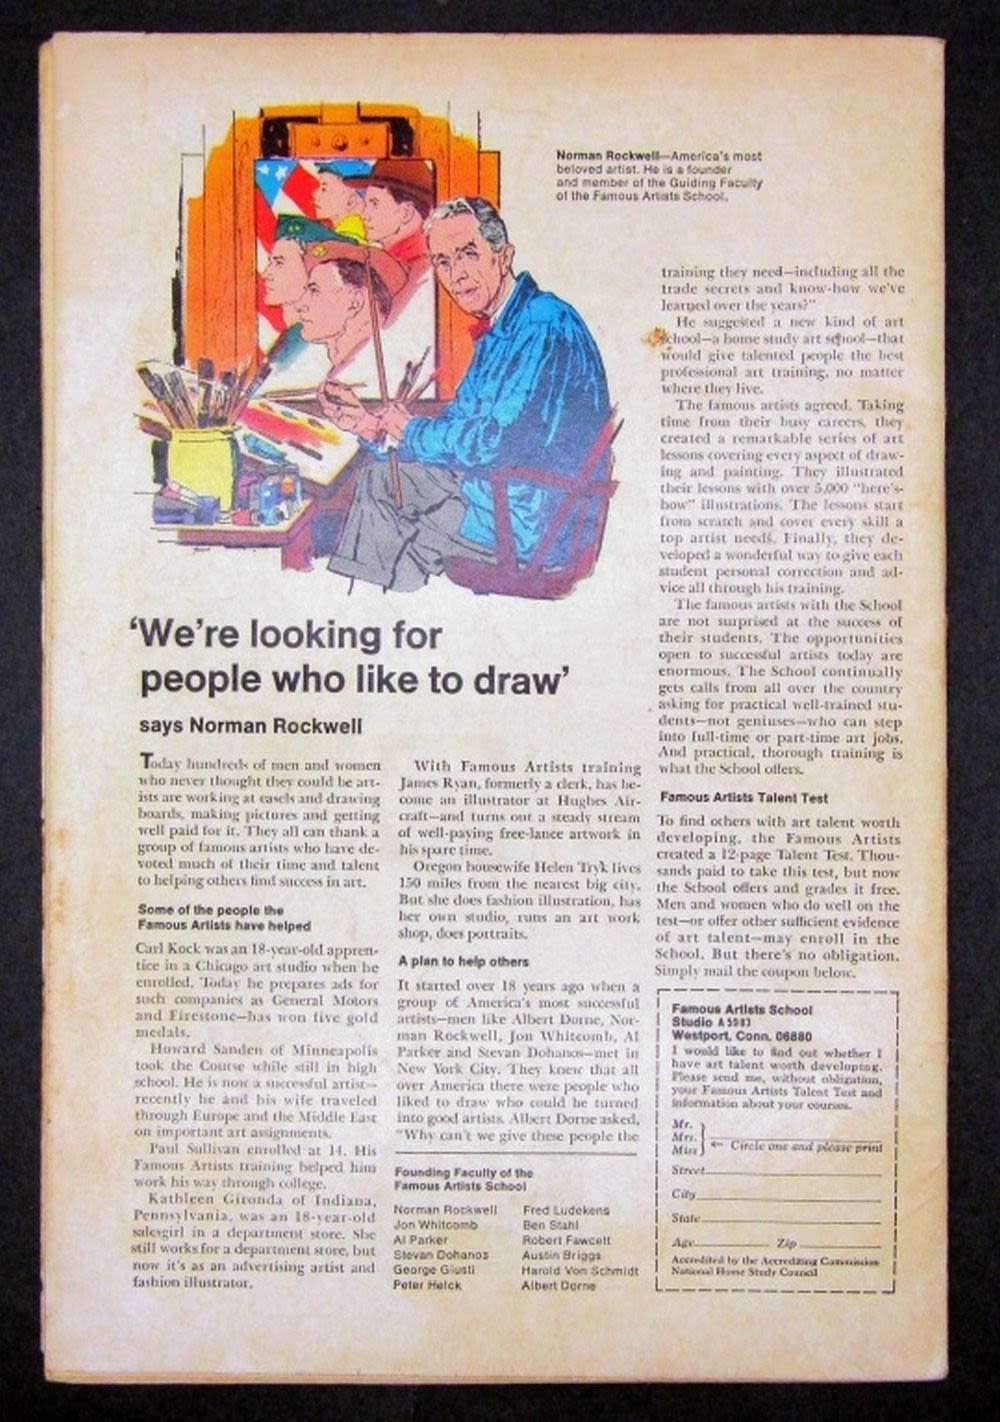 Norman Rockwell—America's most
beloved artist. He is a founder
and member of the Guiding Faculty
of the Famous Artists School.
'We're looking for
people who like to draw'
says Norman Rockwell
Today hundreds of men and women
who never thought they could be art-
ists are working at easels and drawing
boards, making pictures and getting
well paid for it. They all can thank a
group of famous artists who have de-
voted much of their time and talent
to helping others find success in art.
Some of the people the
Famous Artists have helped
Carl Kock was an 18-year-old appren-
tice in a Chicago art studio when he
enrolled. Today he prepares ads for
such companies as General Motors
and Firestone—has won five gold
medals.
Howard Sanden of Minneapolis
took the Course while still in high
school. He is now a successful artist—
recently he and his wife traveled
through Europe and the Middle East
on important art assignments.
Paul Sullivan enrolled at 14. His
Famous Artists training helped him
work his way through college.
Kathleen Gironda of Indiana,
Pennsylvania, was an 18-year-old
salesgirl in a department store. She
still works for a department store, but
now it's as an advertising artist and
fashion illustrator.
With Famous Artists training
James Ryan, formerly a clerk, has be-
come an illustrator at Hughes Air-
craft—and turns out a steady stream
of well-paying free-lance artwork in
his spare time.
Oregon housewife Helen Tryk lives
150 miles from the nearest big city.
But she does fashion illustration, has
her own studio, runs an art work
shop, does portraits.
A plan to help others
It started over 18 years ago when a
group of America's most successful
artists—men like Albert Dorne, Nor-
man Rockwell, Jon Whitcomb, Al
Parker and Stevan Dohanos—met in
New York City. They knew that all
over America there were people who
liked to draw who could be turned
into good artists. Albert Dorne asked,
"Why can't we give these people the
training they need—including all the
trade secrets and know-how we've
learned over the years?"
He suggested a new kind of art
school—a home study art school—that
would give talented people the best
professional art training, no matter
where they live.
The famous artists agreed. Taking
time from their busy careers, they
created a remarkable series of art
lessons covering every aspect of draw-
ing and painting. They illustrated
their lessons with over 5,000 "here's-
how" illustrations. The lessons start
from scratch and cover every skill a
top artist needs. Finally, they de-
veloped a wonderful way to give each
student personal correction and ad-
vice all through his training.
The famous artists with the School
are not surprised at the success of
their students. The opportunities
open to successful artists today are
enormous. The School continually
gets calls from all over the country
asking for practical well-trained stu-
dents—not geniuses—who can step
into full-time or part-time art jobs.
And practical, thorough training is
what the School offers.
Famous Artists Talent Test
To find others with art talent worth
developing, the Famous Artists
created a 12-page Talent Test. Thou-
sands paid to take this test, but now
the School offers and grades it free.
Men and women who do well on the
test—or offer other sufficient evidence
of art talent—may enroll in the
School. But there's no obligation.
Simply mail the coupon below.
Founding Faculty of the
Famous Artists School
Norman Rockwell
Jon Whitcomb
Al Parker
Stevan Dohanos
George Giusti
Peter Helck
Fred Ludekens
Ben Stahl
Robert Fawcett
Austin Briggs
Harold Von Schmidt
Albert Dorne
Famous Artists School
Studio
Westport, Conn. 06880
I would like to find out whether I
have art talent worth developing.
Please send me, without obligation,
your Famous Artists Talent Test and
information about your courses.
Mr.
Mrs.
Miss
← Circle one and please print
Street
City
State
Age Zip
Accredited by the Accrediting Commission
National Home Study Council